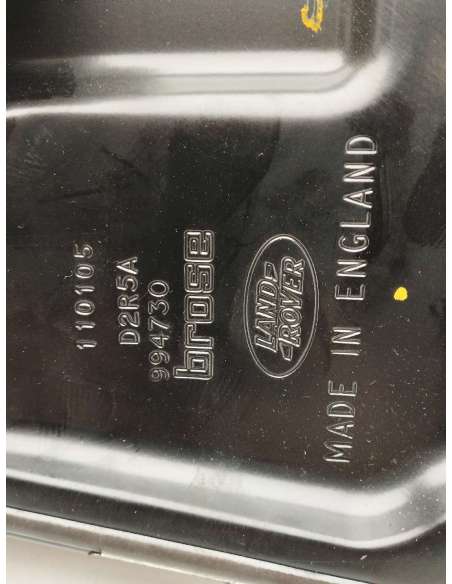 110105
D2R5A
994730
brose
LAND
ROVER
MADE IN ENGLAND